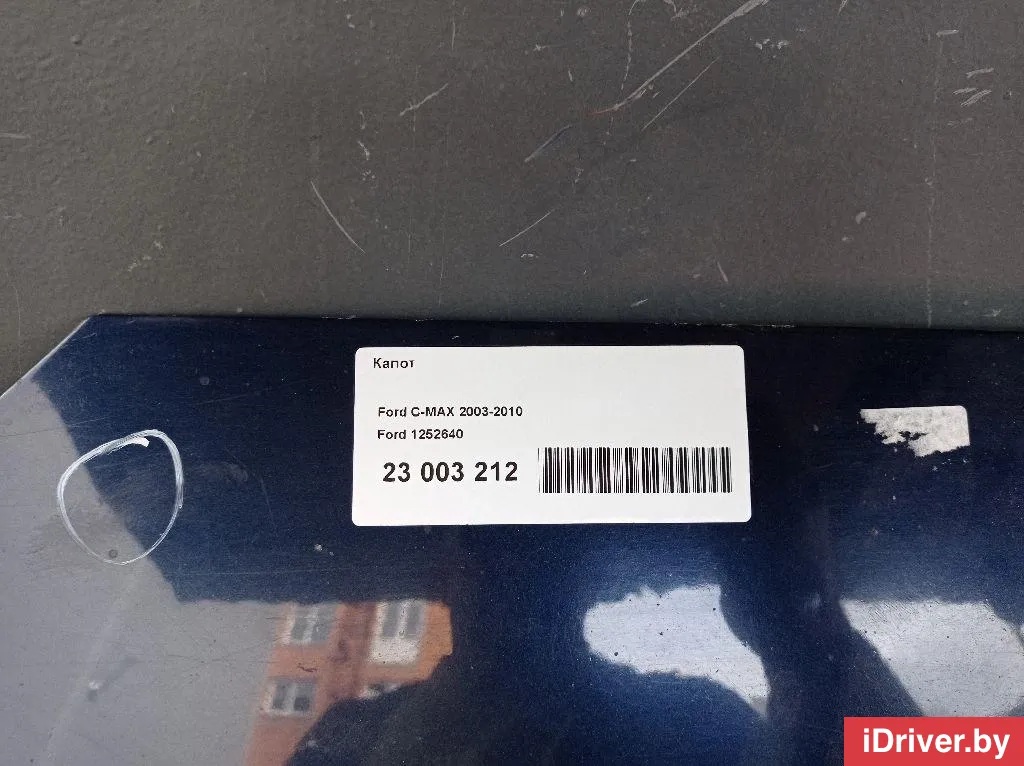 Капот
Ford C-MAX 2003-2010
Ford 1252640
23 003 212
iDriver.by